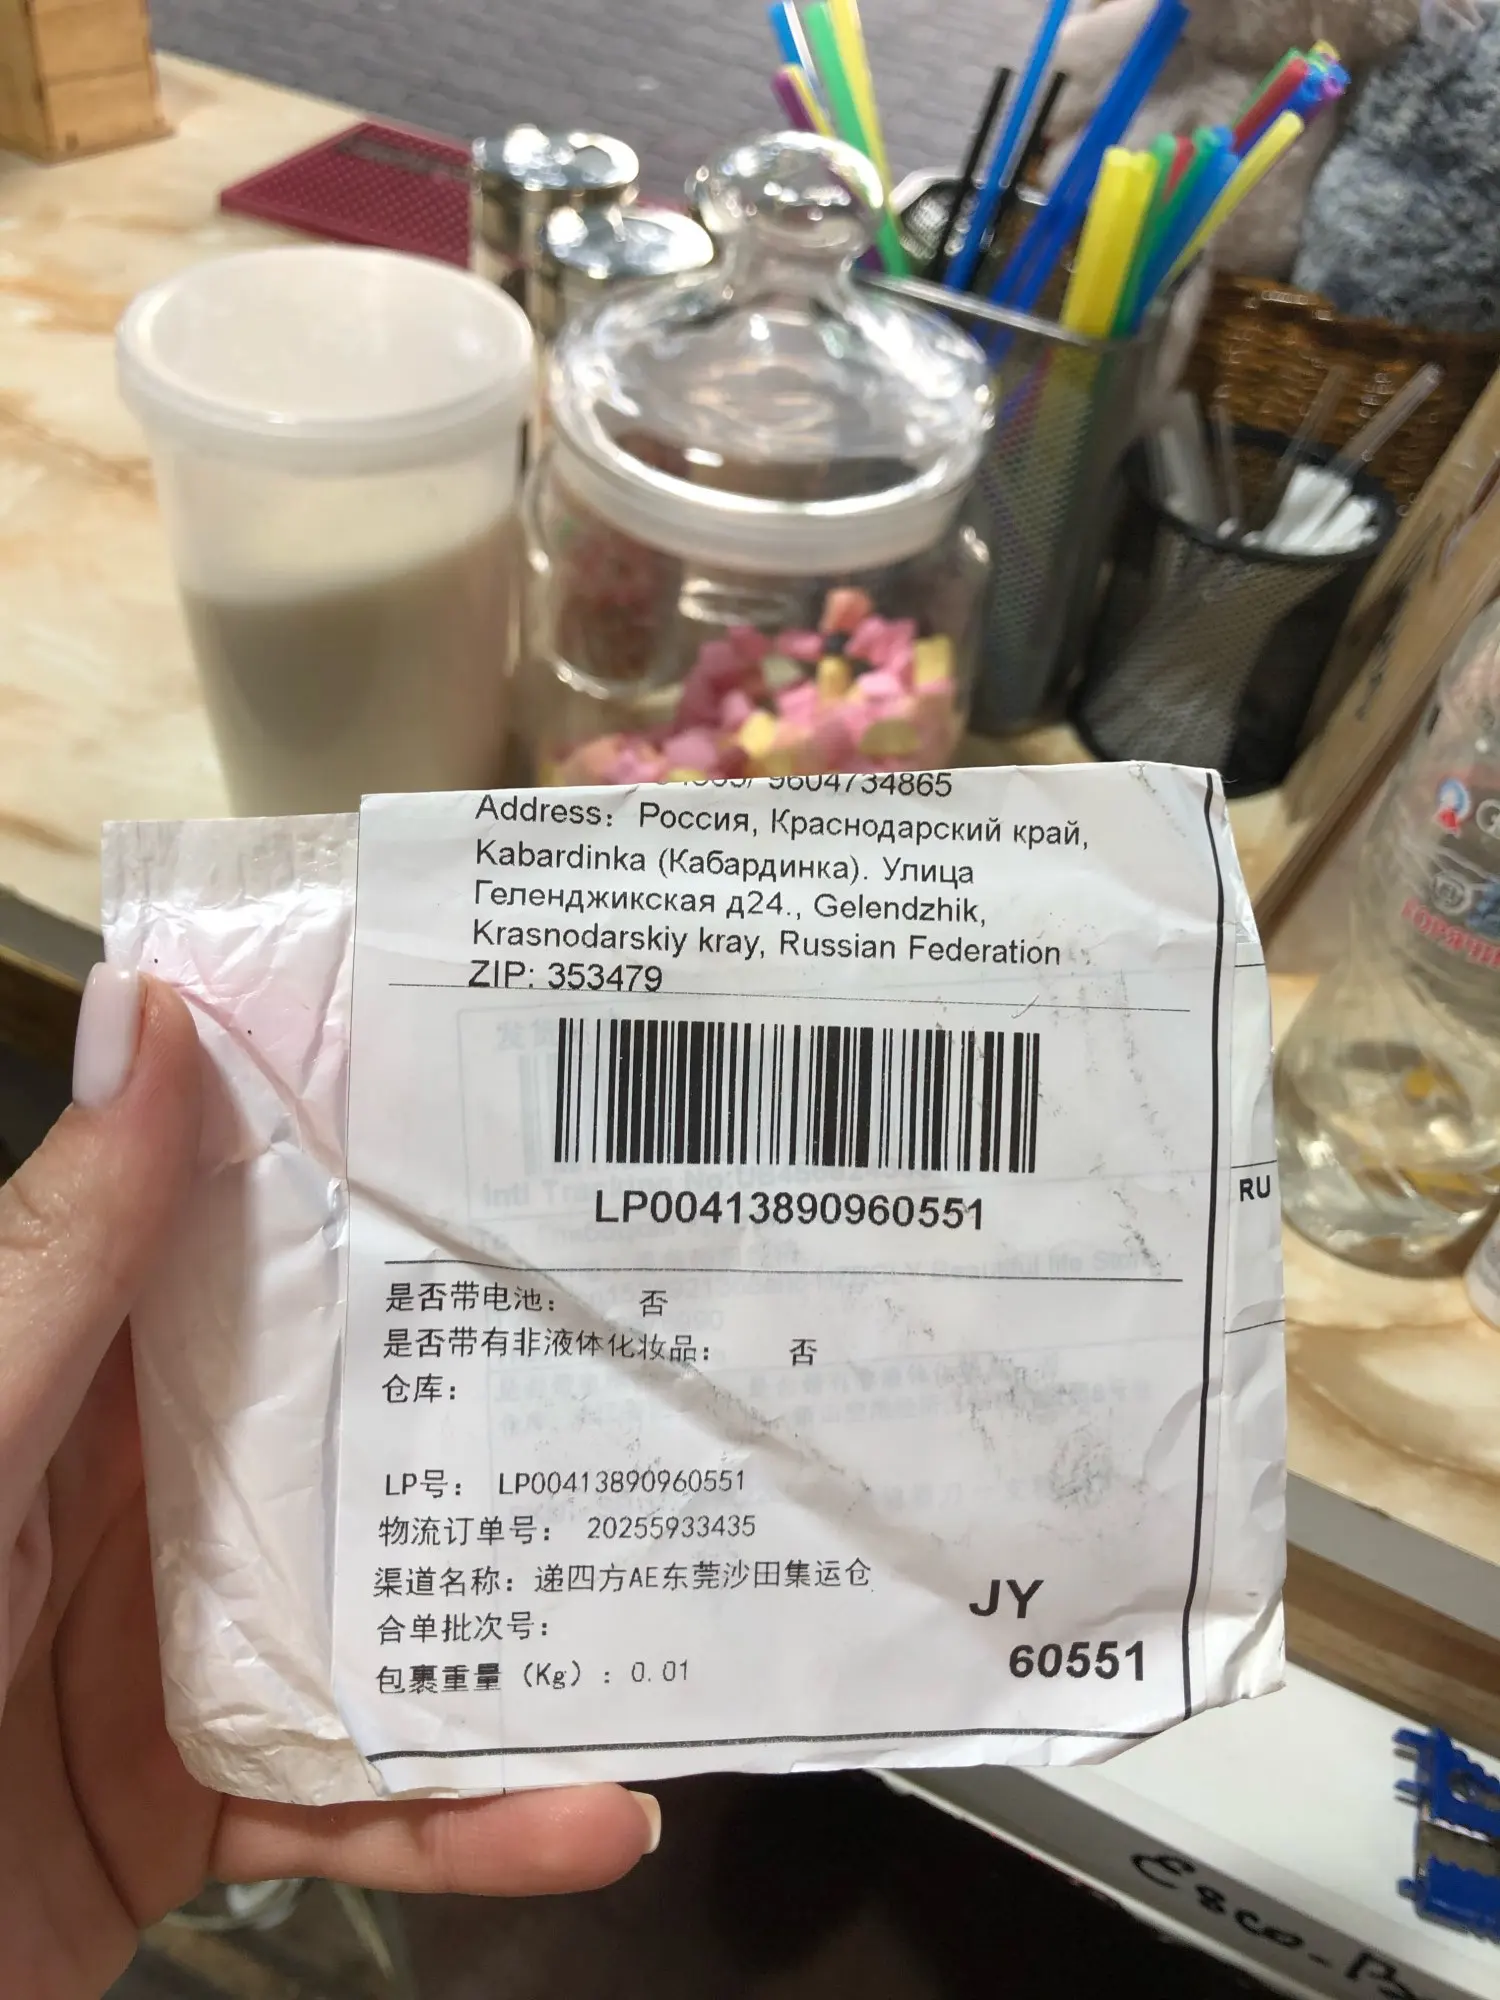 9604734865
Address: Россия, Краснодарский край,
Kabardinka (Кабардинка). Улица
Геленджикская д24., Gelendzhik,
Krasnodarskiy kray, Russian Federation
ZIP: 353479
LP00413890960551
RU
是否带电池： 否
是否带有非液体化妆品： 否
仓库：
LP号： LP00413890960551
物流订单号： 20255933435
渠道名称：递四方AE东莞沙田集运仓
合单批次号：
包裹重量（Kg）：0.01
JY
60551